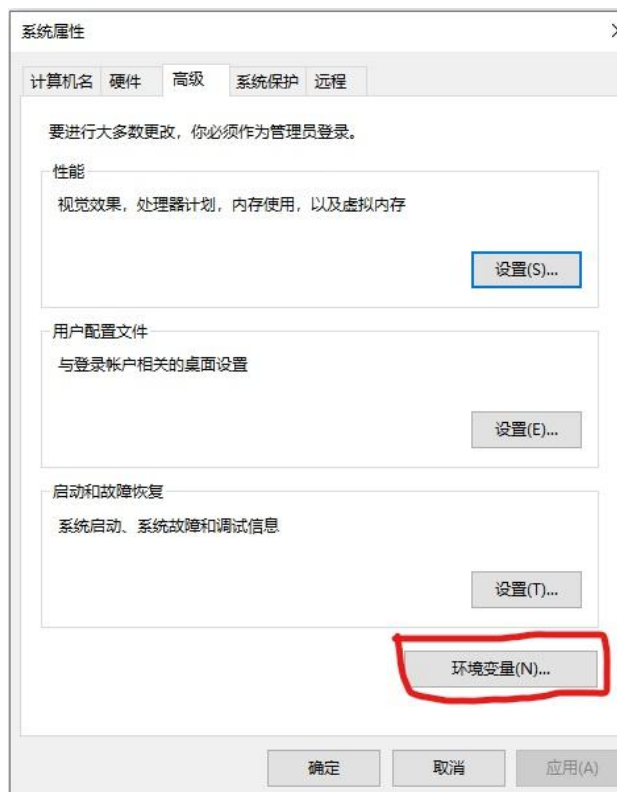 系统属性
计算机名 硬件 高级 系统保护 远程
要进行大多数更改，你必须作为管理员登录。
性能
视觉效果，处理器计划，内存使用，以及虚拟内存
设置(S)...
用户配置文件
与登录帐户相关的桌面设置
设置(E)...
启动和故障恢复
系统启动、系统故障和调试信息
设置(T)...
环境变量(N)...
确定 取消 应用(A)